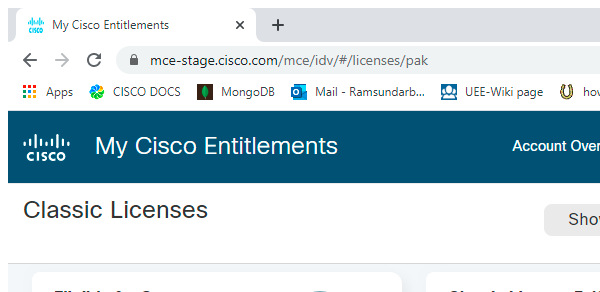 My Cisco Entitlements
mce-stage.cisco.com/mce/idv/#/licenses/pak
Apps CISCO DOCS MongoDB Mail - Ramsundarb... UEE-Wiki page hov
CISCO My Cisco Entitlements Account Over
Classic Licenses
Sho